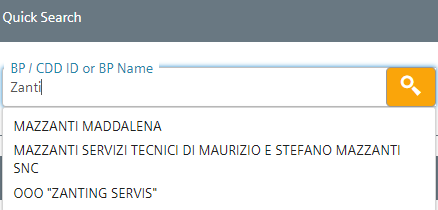 Quick Search
BP / CDD ID or BP Name
Zanti
MAZZANTI MADDALENA
MAZZANTI SERVIZI TECNICI DI MAURIZIO E STEFANO MAZZANTI
SNC
OOO "ZANTING SERVIS"